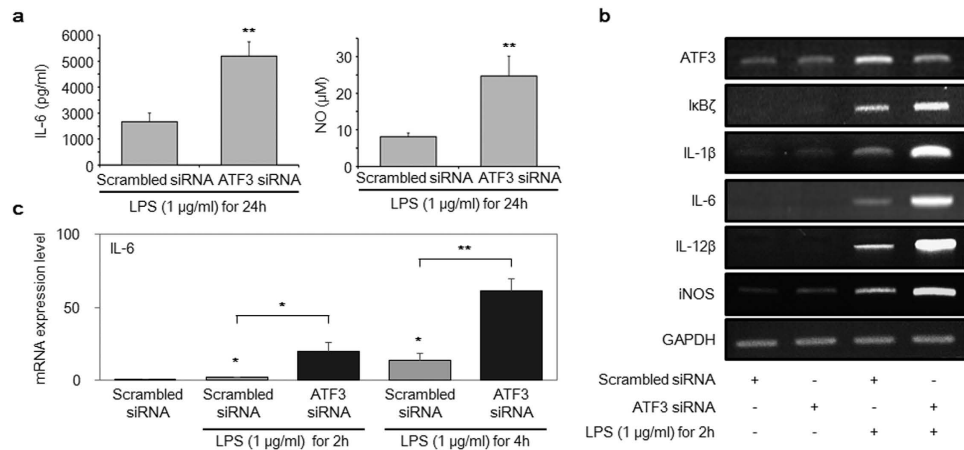 a
IL-6 (pg/ml)
6000
5000
4000
3000
2000
1000
0
**
Scrambled siRNA ATF3 siRNA
LPS (1 µg/ml) for 24h
NO (µM)
30
20
10
0
**
Scrambled siRNA ATF3 siRNA
LPS (1 µg/ml) for 24h
b
ATF3
IκBζ
IL-1β
IL-6
IL-12β
iNOS
GAPDH
Scrambled siRNA + - + -
ATF3 siRNA - + - +
LPS (1 µg/ml) for 2h - - + +
c
mRNA expression level
100
50
0
IL-6
*
*
*
**
Scrambled siRNA
Scrambled siRNA
ATF3 siRNA
Scrambled siRNA
ATF3 siRNA
LPS (1 µg/ml) for 2h
LPS (1 µg/ml) for 4h